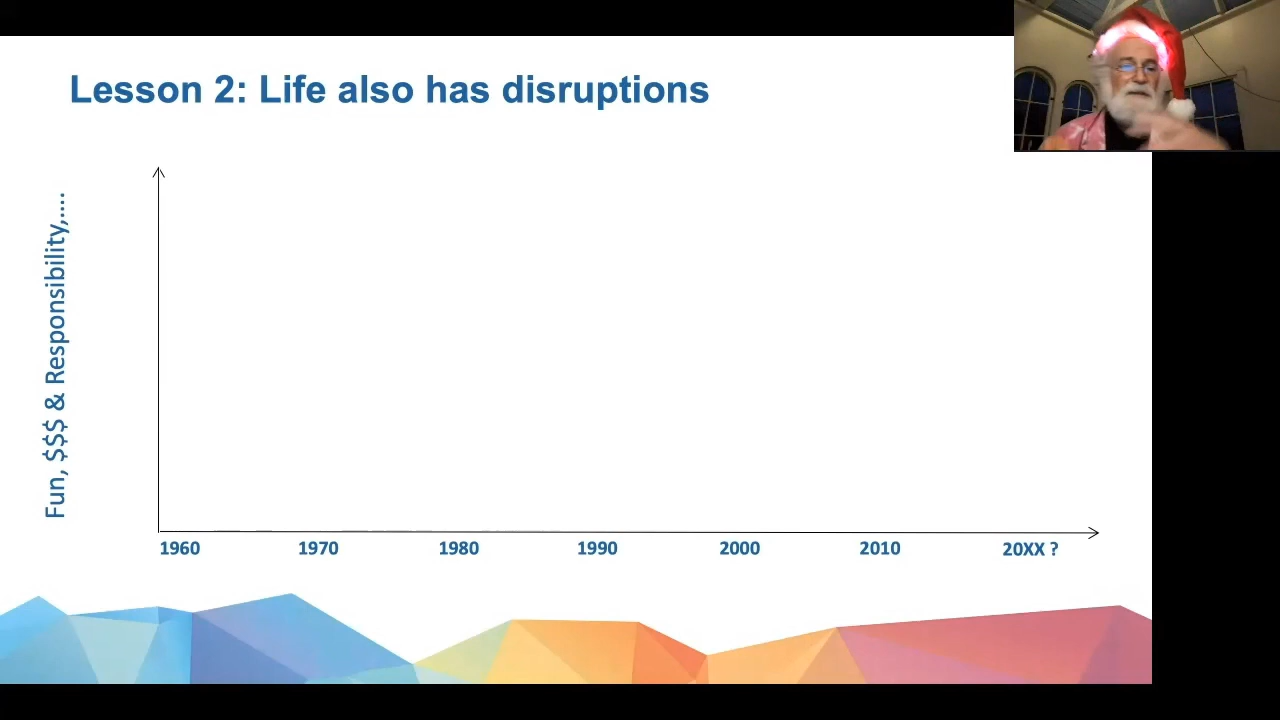 Lesson 2: Life also has disruptions
Fun, $$$ & Responsibility,....
1960 1970 1980 1990 2000 2010 20XX ?